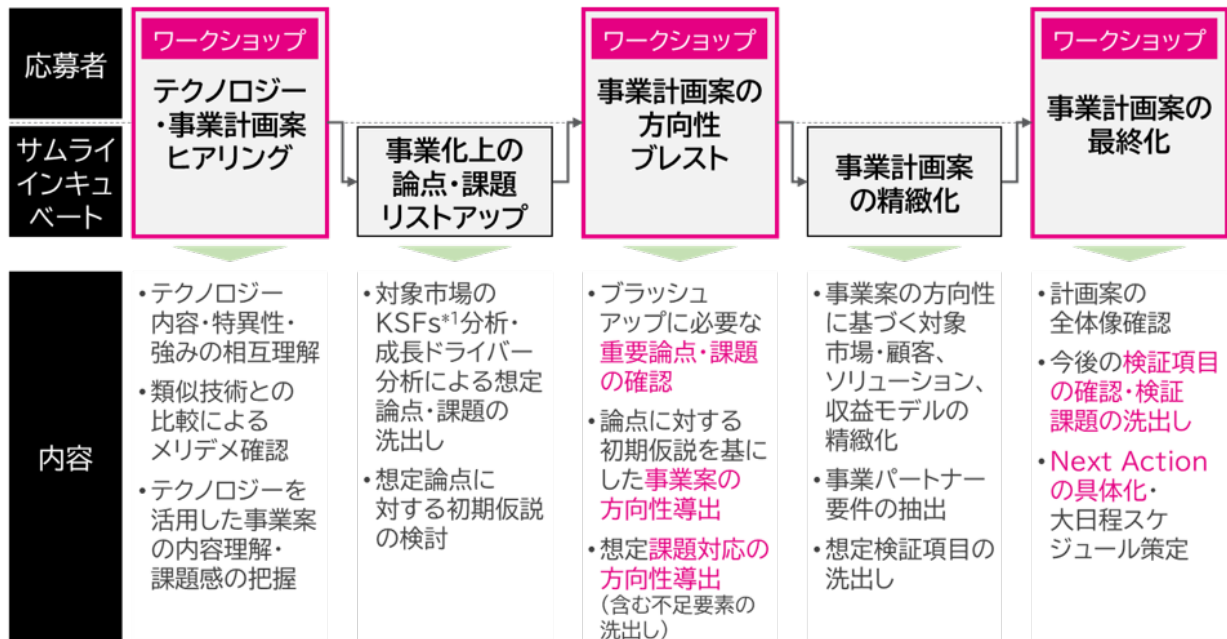 応募者
サムライ
インキュ
ベート
ワークショップ
テクノロジー
・事業計画案
ヒアリング
事業化上の
論点・課題
リストアップ
ワークショップ
事業計画案の
方向性
ブレスト
事業計画案
の精緻化
ワークショップ
事業計画案の
最終化
内容
・テクノロジー
内容・特異性・
強みの相互理解
・類似技術との
比較による
メリデメ確認
・テクノロジーを
活用した事業案
の内容理解・
課題感の把握
・対象市場の
KSFs*1分析・
成長ドライバー
分析による想定
論点・課題の
洗出し
・想定論点に
対する初期仮説
の検討
・ブラッシュ
アップに必要な
重要論点・課題
の確認
・論点に対する
初期仮説を基に
した事業案の
方向性導出
・想定課題対応の
方向性導出
（含む不足要素の
洗出し）
・事業案の方向性
に基づく対象
市場・顧客、
ソリューション、
収益モデルの
精緻化
・事業パートナー
要件の抽出
・想定検証項目の
洗出し
・計画案の
全体像確認
・今後の検証項目
の確認・検証
課題の洗出し
・Next Action
の具体化・
大日程スケ
ジュール策定